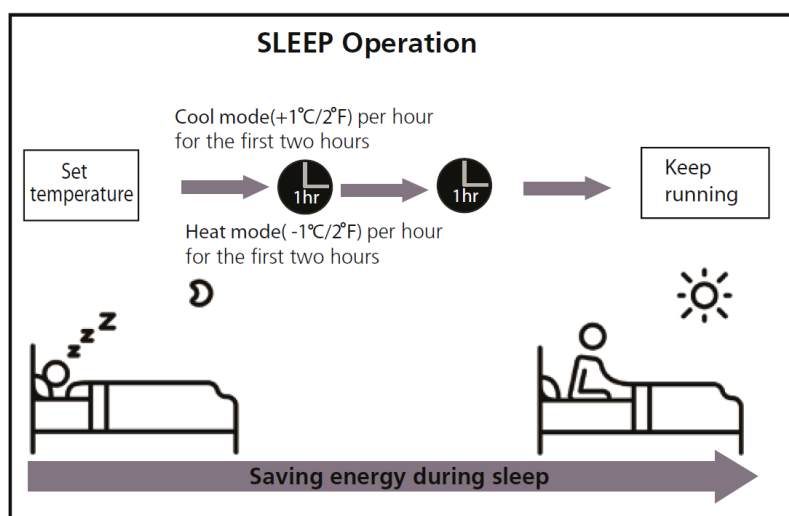 SLEEP Operation
Cool mode(+1°C/2°F) per hour
for the first two hours
Set
temperature
1hr
1hr
Keep
running
Heat mode( -1°C/2°F) per hour
for the first two hours
z z z
Saving energy during sleep